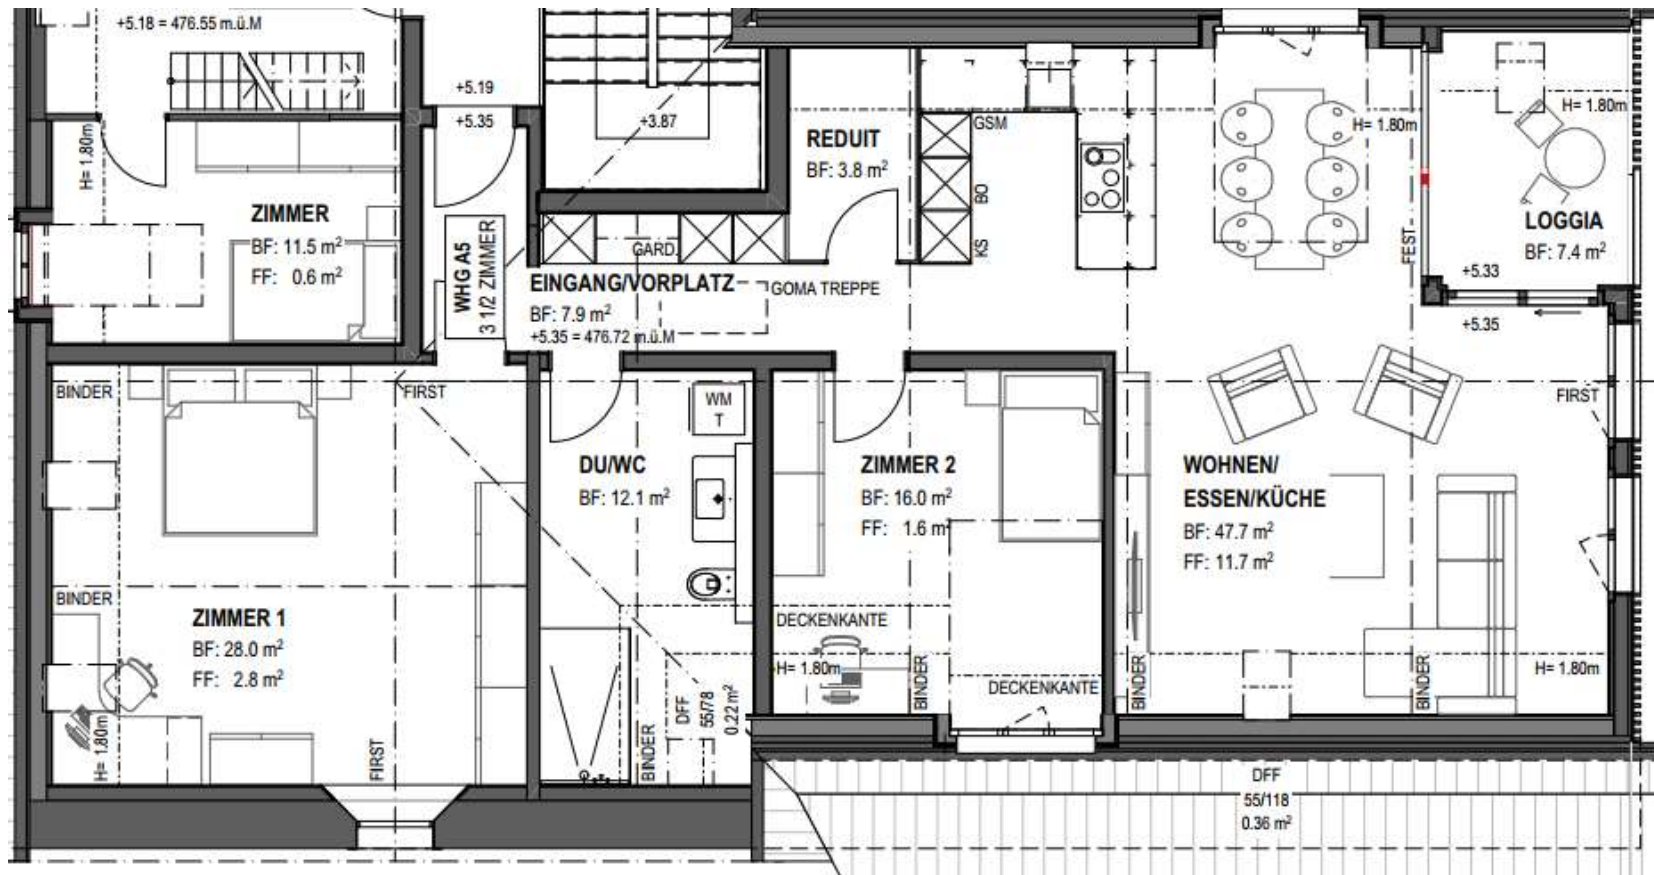 +5.18 = 476.55 m.ü.M
+5.19
+5.35
+3.87
H= 1.80m
ZIMMER
BF: 11.5 m²
FF: 0.6 m²
WHG A5
3 1/2 ZIMMER
GARD.
EINGANG/VORPLATZ
BF: 7.9 m²
+5.35 = 476.72 m.ü.M
GOMA TREPPE
REDUIT
BF: 3.8 m²
GSM
BO
KS
H= 1.80m
FEST
H= 1.80m
LOGGIA
BF: 7.4 m²
+5.33
+5.35
BINDER
FIRST
BINDER
ZIMMER 1
BF: 28.0 m²
FF: 2.8 m²
H= 1.80m
FIRST
WM
T
DU/WC
BF: 12.1 m²
BINDER
DFF
55/78
0.22 m²
ZIMMER 2
BF: 16.0 m²
FF: 1.6 m²
DECKENKANTE
H= 1.80m
BINDER
DECKENKANTE
WOHNEN/
ESSEN/KÜCHE
BF: 47.7 m²
FF: 11.7 m²
FIRST
BINDER
BINDER
H= 1.80m
DFF
55/118
0.36 m²